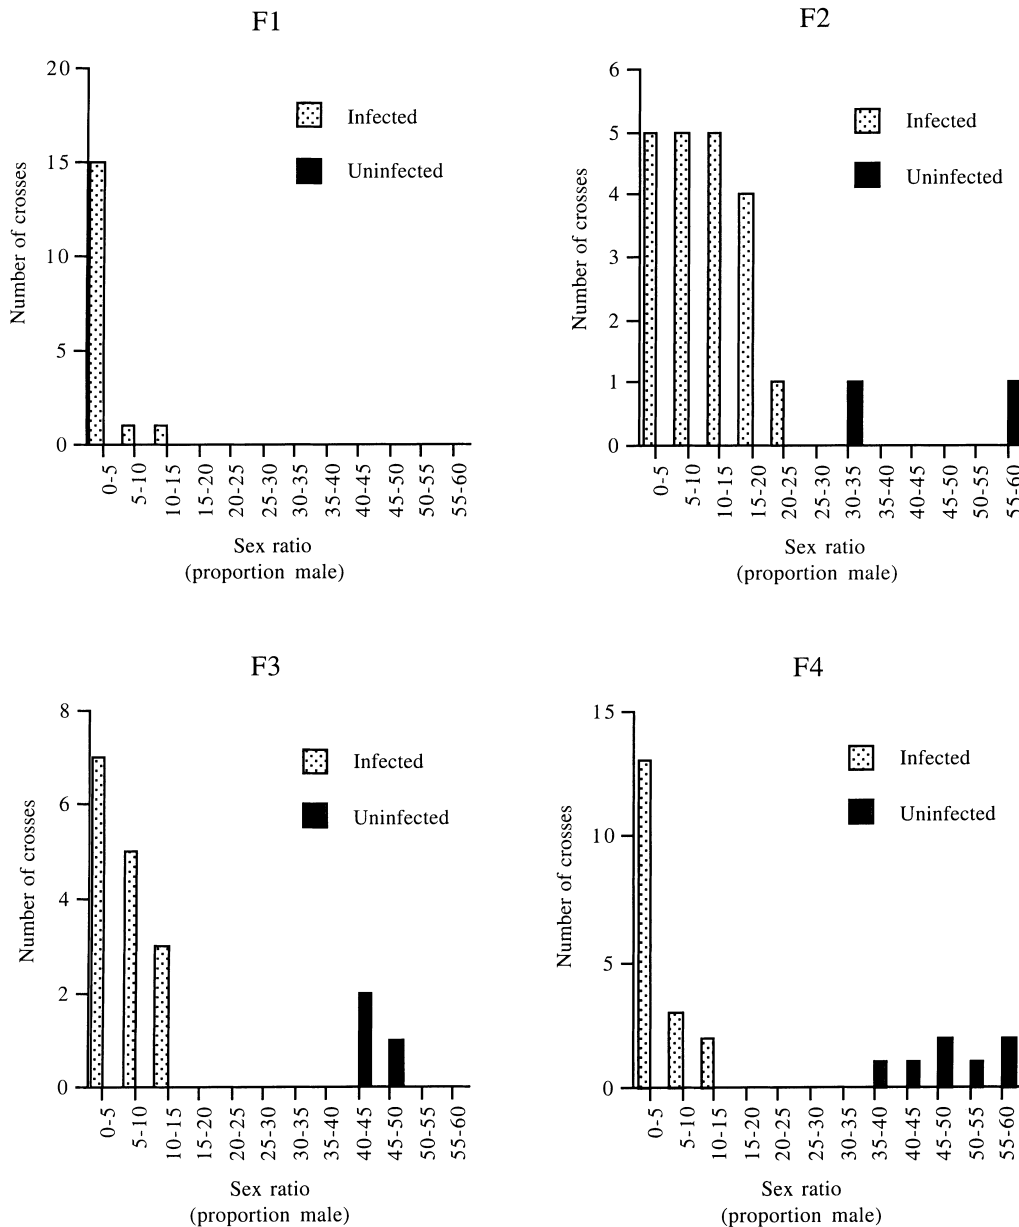 F1
20
15
10
5
0
Number of crosses
Infected
Uninfected
0-5
5-10
10-15
15-20
20-25
25-30
30-35
35-40
40-45
45-50
50-55
55-60
Sex ratio
(proportion male)
F2
6
5
4
3
2
1
0
Number of crosses
Infected
Uninfected
0-5
5-10
10-15
15-20
20-25
25-30
30-35
35-40
40-45
45-50
50-55
55-60
Sex ratio
(proportion male)
F3
8
6
4
2
0
Number of crosses
Infected
Uninfected
0-5
5-10
10-15
15-20
20-25
25-30
30-35
35-40
40-45
45-50
50-55
55-60
Sex ratio
(proportion male)
F4
15
10
5
0
Number of crosses
Infected
Uninfected
0-5
5-10
10-15
15-20
20-25
25-30
30-35
35-40
40-45
45-50
50-55
55-60
Sex ratio
(proportion male)